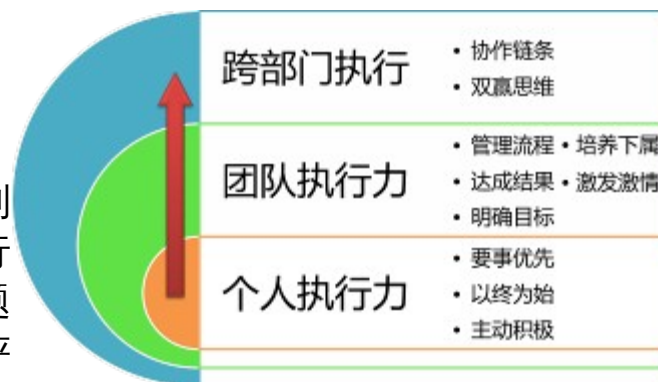 跨部门执行
• 协作链条
• 双赢思维
团队执行力
• 管理流程 • 培养下属
• 达成结果 • 激发激情
• 明确目标
个人执行力
• 要事优先
• 以终为始
• 主动积极